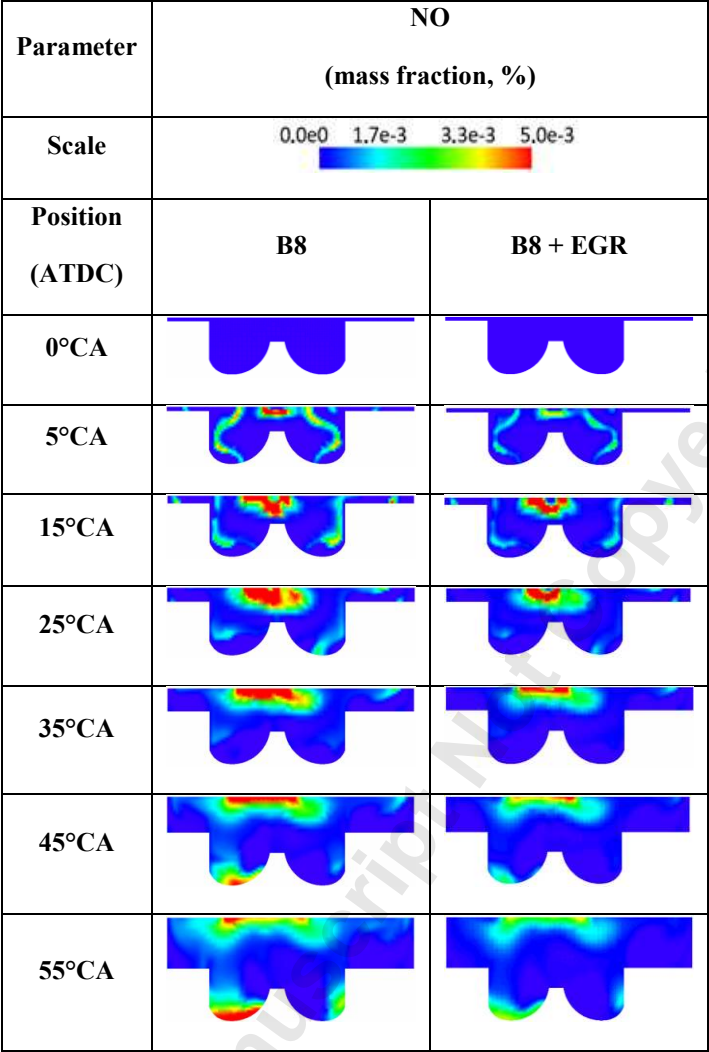 Parameter
NO
(mass fraction, %)
Scale
0.0e0 1.7e-3 3.3e-3 5.0e-3
Position
(ATDC)
B8
B8 + EGR
0°CA
5°CA
15°CA
25°CA
35°CA
45°CA
55°CA